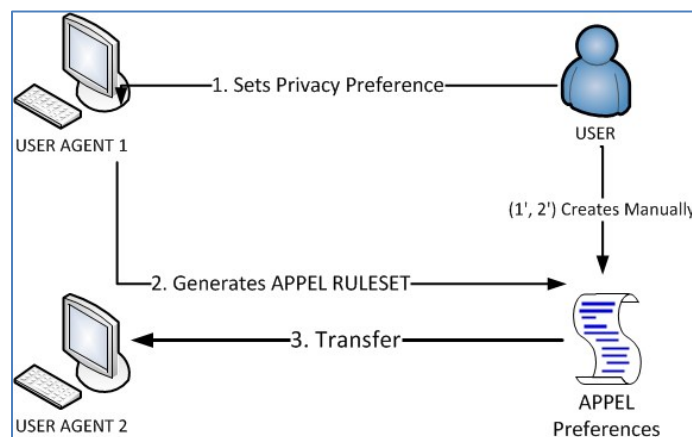 1. Sets Privacy Preference
USER AGENT 1
USER
(1', 2') Creates Manually
2. Generates APPEL RULESET
3. Transfer
USER AGENT 2
APPEL
Preferences